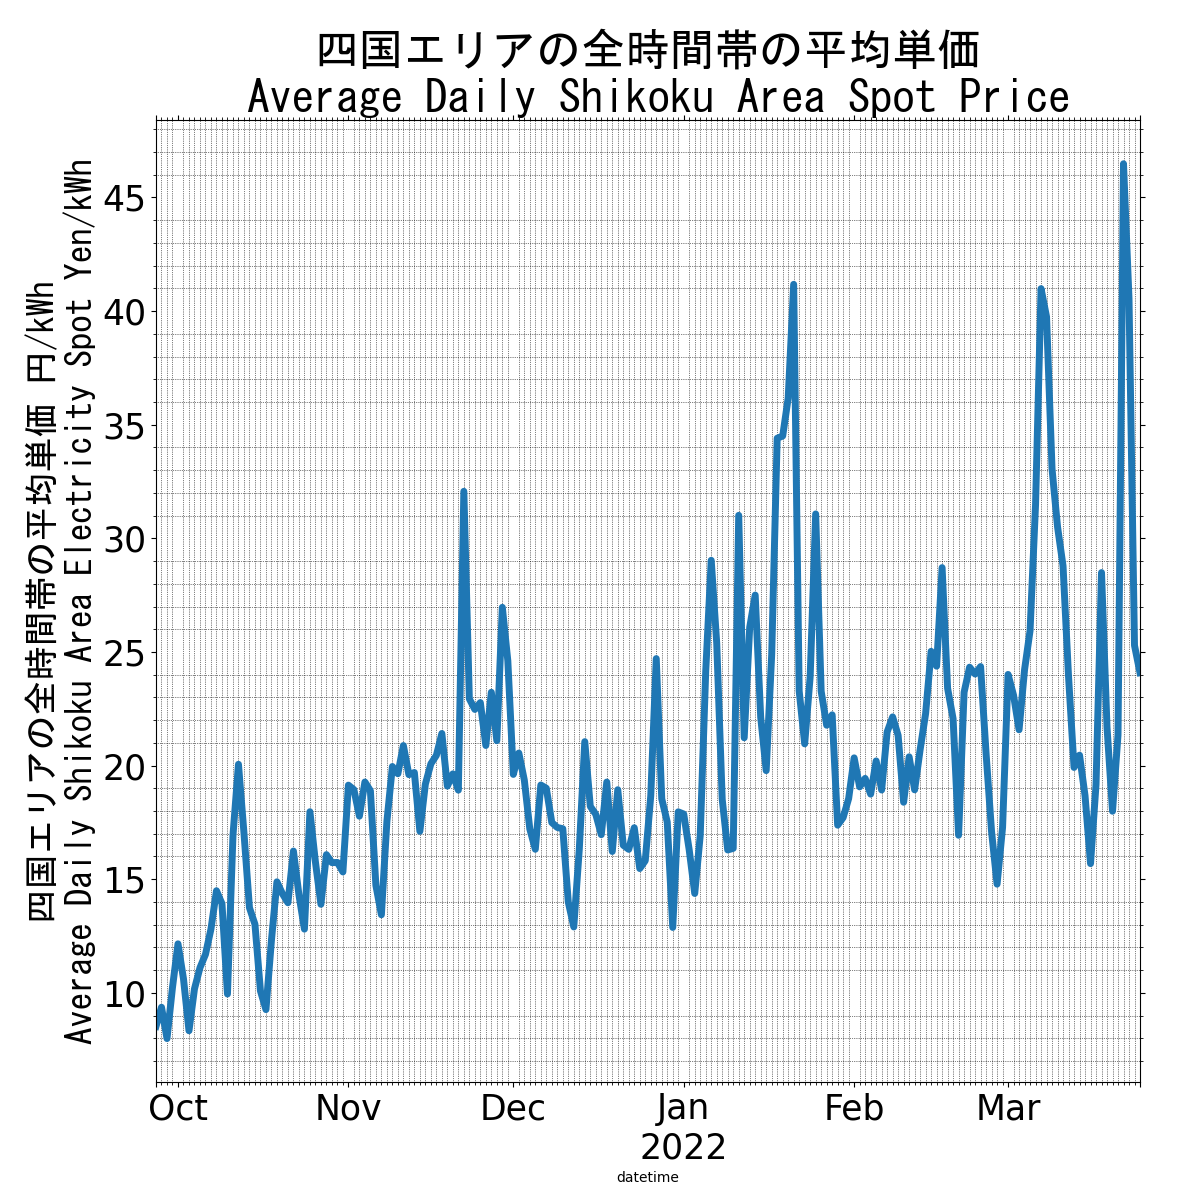 四国エリアの全時間帯の平均単価
Average Daily Shikoku Area Spot Price
四国エリアの全時間帯の平均単価 円/kWh
Average Daily Shikoku Area Electricity Spot Yen/kWh
45
40
35
30
25
20
15
10
Oct
Nov
Dec
Jan
Feb
Mar
2022
datetime